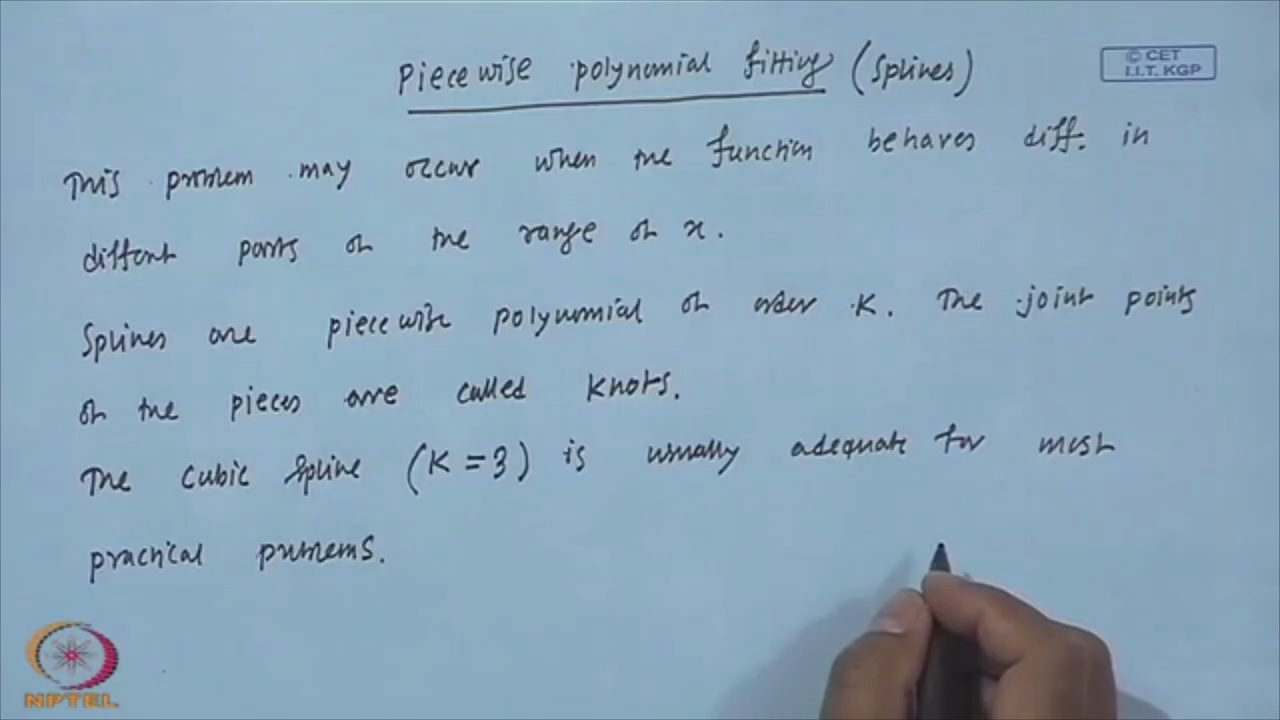 Piecewise polynomial fitting (Splines)
© CET
I.I.T. KGP
This problem may occur when the function behaves diff. in
diffent parts of the range of x.
Splines are piecewise polynomial of order K. The joint points
of the pieces are called knots.
The cubic spline (K = 3) is usually adequate for most
practical problems.
NPTEL